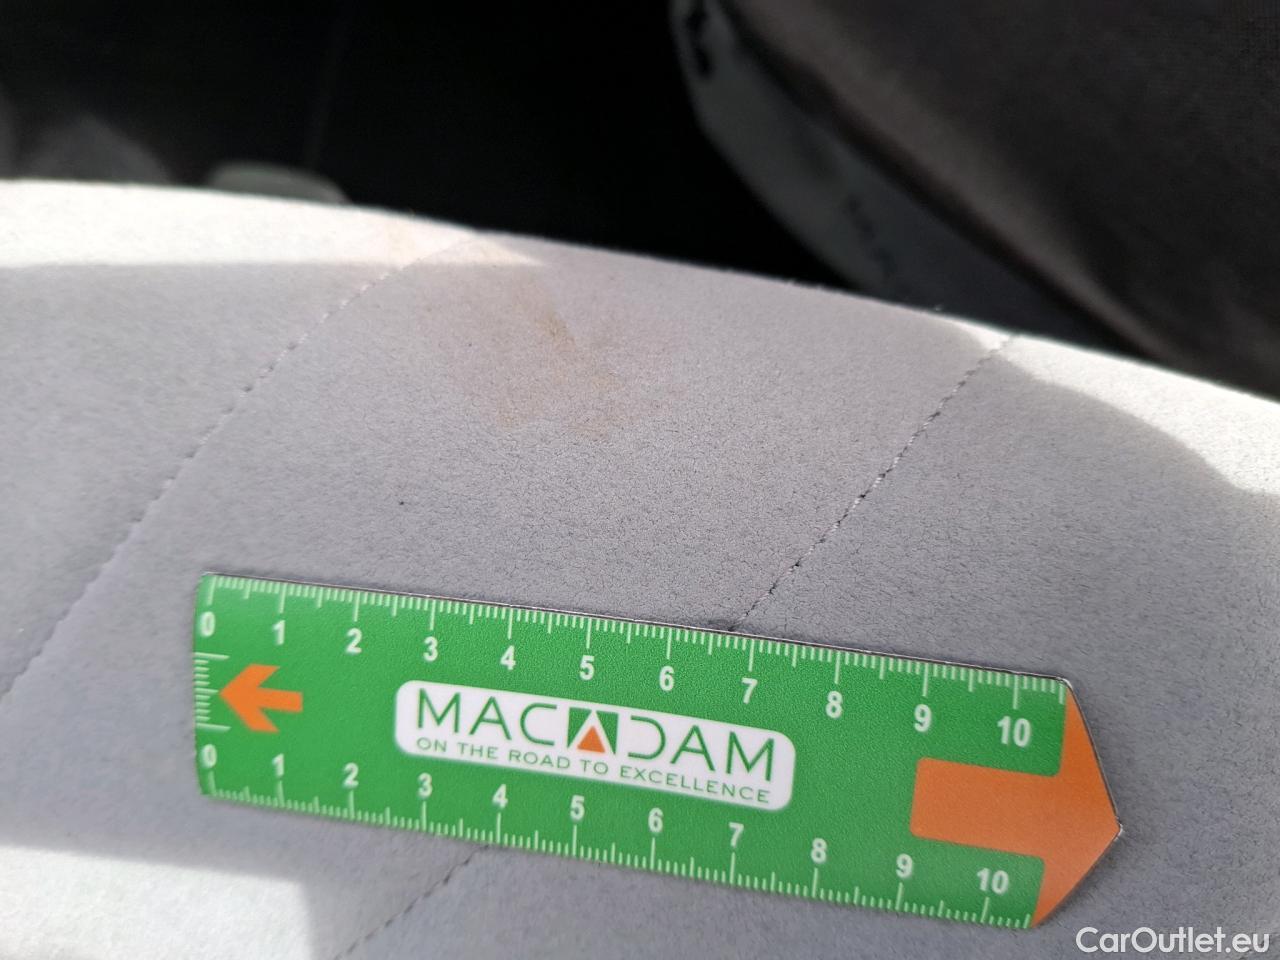 0 1 2 3 4 5 6 7 8 9 10
MACADAM
ON THE ROAD TO EXCELLENCE
0 1 2 3 4 5 6 7 8 9 10
CarOutlet.eu